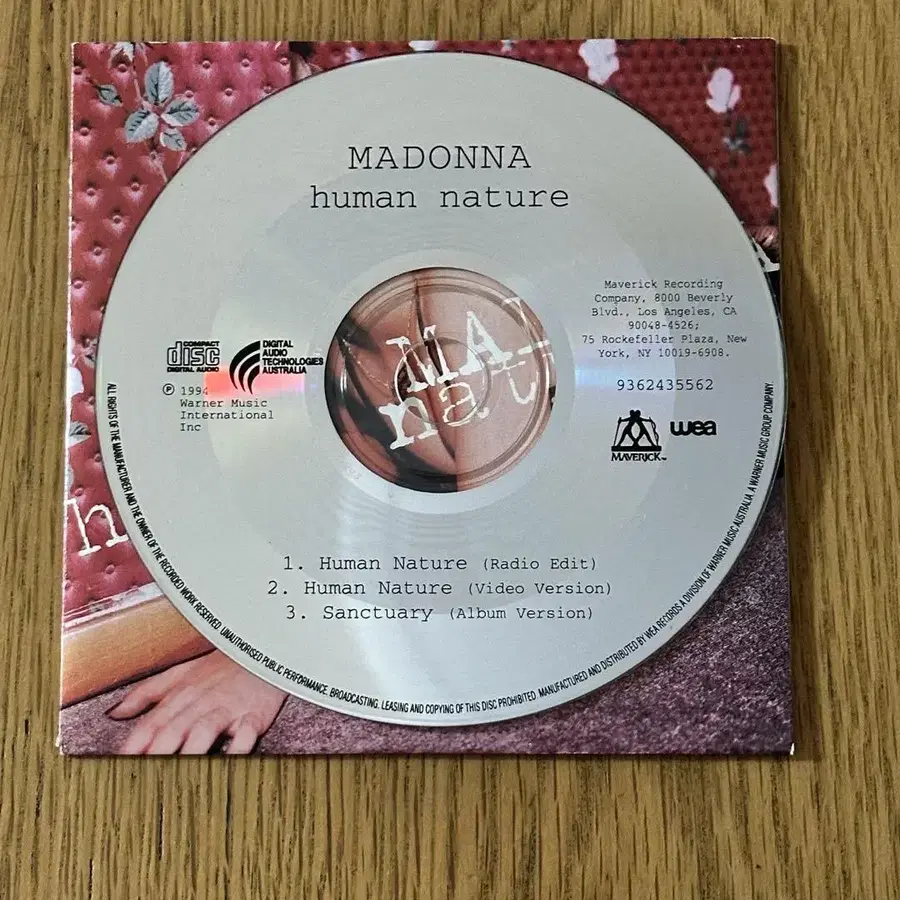 MADONNA
human nature
Maverick Recording
Company, 8000 Beverly
Blvd., Los Angeles, CA
90048-4526;
75 Rockefeller Plaza, New
York, NY 10019-6908.
9362435562
MAVERICK™
wea
COMPACT
disc
DIGITAL AUDIO
DIGITAL
AUDIO
TECHNOLOGIES
AUSTRALIA
℗ 1994
Warner Music
International
Inc
MA
nat
h
1. Human Nature (Radio Edit)
2. Human Nature (Video Version)
3. Sanctuary (Album Version)
ALL RIGHTS OF THE MANUFACTURER AND THE OWNER OF THE RECORDED WORK RESERVED. UNAUTHORISED PUBLIC PERFORMANCE, BROADCASTING, LEASING AND COPYING OF THIS DISC PROHIBITED. MANUFACTURED AND DISTRIBUTED BY WEA RECORDS A DIVISION OF WARNER MUSIC AUSTRALIA. A WARNER MUSIC GROUP COMPANY.